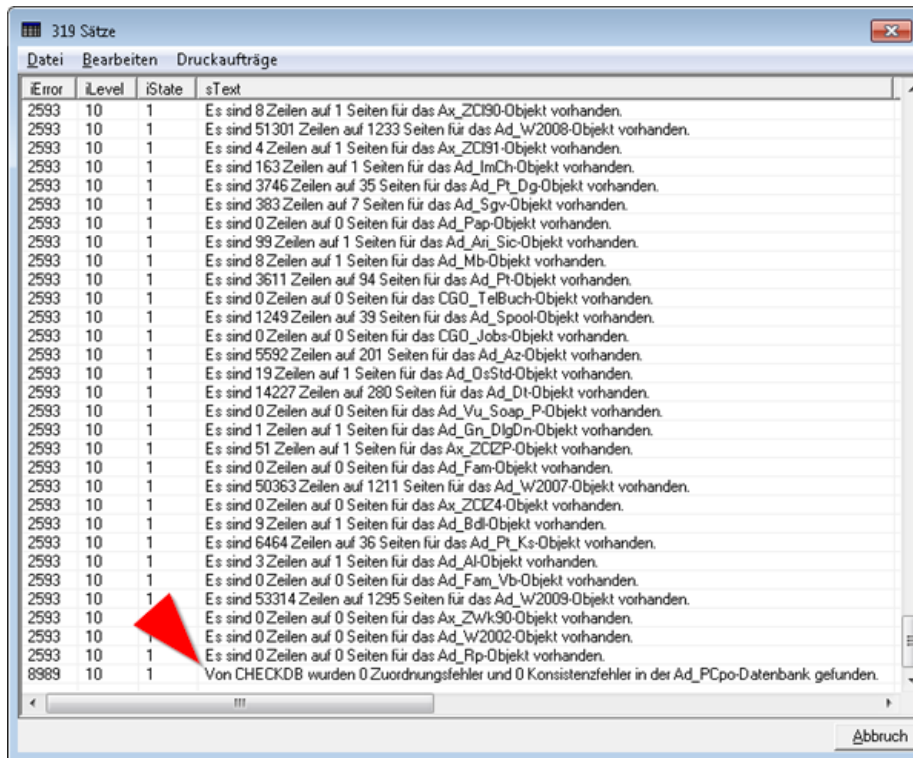 319 Sätze
Datei Bearbeiten Druckaufträge
iError iLevel iState sText
2593 10 1 Es sind 8 Zeilen auf 1 Seiten für das Ax_ZCI90-Objekt vorhanden.
2593 10 1 Es sind 51301 Zeilen auf 1233 Seiten für das Ad_W2008-Objekt vorhanden.
2593 10 1 Es sind 4 Zeilen auf 1 Seiten für das Ax_ZCI91-Objekt vorhanden.
2593 10 1 Es sind 163 Zeilen auf 1 Seiten für das Ad_ImCh-Objekt vorhanden.
2593 10 1 Es sind 3746 Zeilen auf 35 Seiten für das Ad_Pt_Dg-Objekt vorhanden.
2593 10 1 Es sind 383 Zeilen auf 7 Seiten für das Ad_Sgv-Objekt vorhanden.
2593 10 1 Es sind 0 Zeilen auf 0 Seiten für das Ad_Pap-Objekt vorhanden.
2593 10 1 Es sind 99 Zeilen auf 1 Seiten für das Ad_Ari_Sic-Objekt vorhanden.
2593 10 1 Es sind 8 Zeilen auf 1 Seiten für das Ad_Mb-Objekt vorhanden.
2593 10 1 Es sind 3611 Zeilen auf 94 Seiten für das Ad_Pt-Objekt vorhanden.
2593 10 1 Es sind 0 Zeilen auf 0 Seiten für das CGO_TelBuch-Objekt vorhanden.
2593 10 1 Es sind 1249 Zeilen auf 39 Seiten für das Ad_Spool-Objekt vorhanden.
2593 10 1 Es sind 0 Zeilen auf 0 Seiten für das CGO_Jobs-Objekt vorhanden.
2593 10 1 Es sind 5592 Zeilen auf 201 Seiten für das Ad_Az-Objekt vorhanden.
2593 10 1 Es sind 19 Zeilen auf 1 Seiten für das Ad_OsStd-Objekt vorhanden.
2593 10 1 Es sind 14227 Zeilen auf 280 Seiten für das Ad_Dt-Objekt vorhanden.
2593 10 1 Es sind 0 Zeilen auf 0 Seiten für das Ad_Vu_Soap_P-Objekt vorhanden.
2593 10 1 Es sind 1 Zeilen auf 1 Seiten für das Ad_Gn_DlgDn-Objekt vorhanden.
2593 10 1 Es sind 51 Zeilen auf 1 Seiten für das Ax_ZCIZP-Objekt vorhanden.
2593 10 1 Es sind 0 Zeilen auf 0 Seiten für das Ad_Fam-Objekt vorhanden.
2593 10 1 Es sind 50363 Zeilen auf 1211 Seiten für das Ad_W2007-Objekt vorhanden.
2593 10 1 Es sind 0 Zeilen auf 0 Seiten für das Ax_ZCIZ4-Objekt vorhanden.
2593 10 1 Es sind 9 Zeilen auf 1 Seiten für das Ad_Bdl-Objekt vorhanden.
2593 10 1 Es sind 6464 Zeilen auf 36 Seiten für das Ad_Pt_Ks-Objekt vorhanden.
2593 10 1 Es sind 3 Zeilen auf 1 Seiten für das Ad_Al-Objekt vorhanden.
2593 10 1 Es sind 0 Zeilen auf 0 Seiten für das Ad_Fam_Vb-Objekt vorhanden.
2593 10 1 Es sind 53314 Zeilen auf 1295 Seiten für das Ad_W2009-Objekt vorhanden.
2593 10 1 Es sind 0 Zeilen auf 0 Seiten für das Ax_ZWk90-Objekt vorhanden.
2593 10 1 Es sind 0 Zeilen auf 0 Seiten für das Ad_W2002-Objekt vorhanden.
2593 10 1 Es sind 0 Zeilen auf 0 Seiten für das Ad_Rp-Objekt vorhanden.
8989 10 1 Von CHECKDB wurden 0 Zuordnungsfehler und 0 Konsistenzfehler in der Ad_PCpo-Datenbank gefunden.
Abbruch